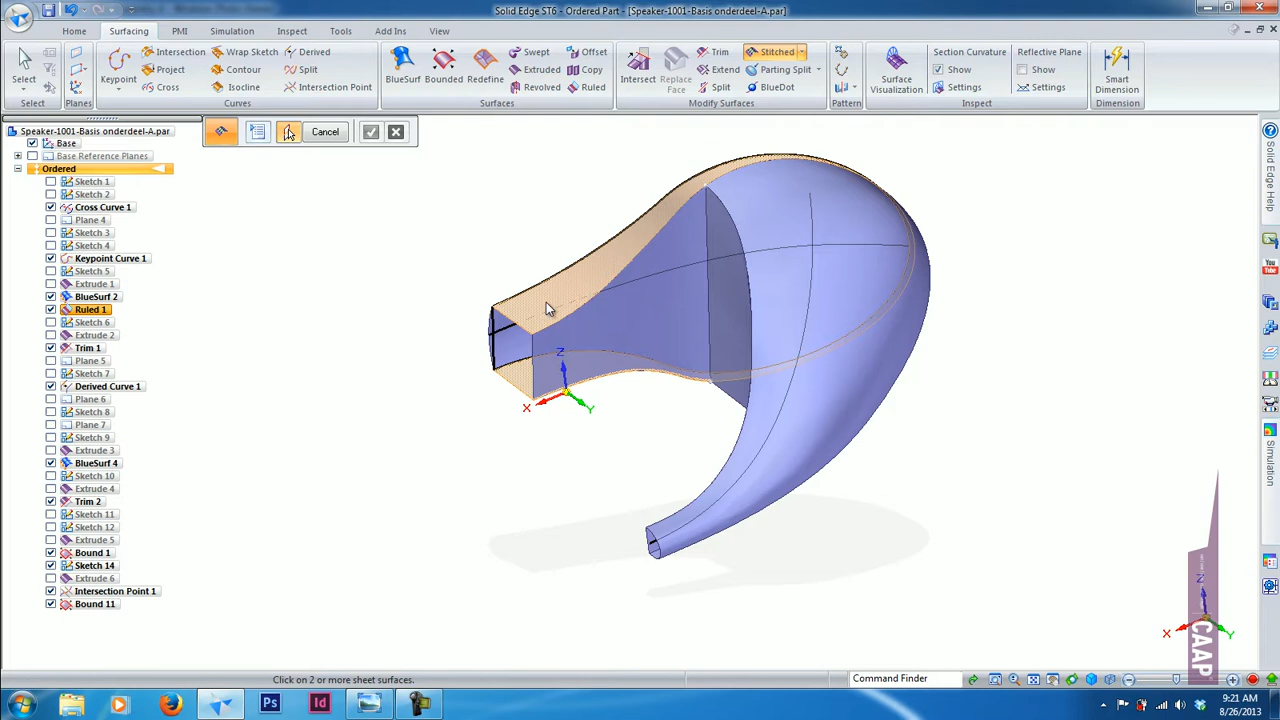 Solid Edge ST6 - Ordered Part - [Speaker-1001-Basis onderdeel-A.par]
Home Surfacing PMI Simulation Inspect Tools Add Ins View
Select
Select
Planes
Keypoint
Intersection Wrap Sketch Derived
Project Contour Split
Cross Isocline Intersection Point
Curves
BlueSurf Bounded Redefine
Swept Offset
Extruded Copy
Revolved Ruled
Surfaces
Intersect Replace Face
Trim Stitched
Extend Parting Split
Split BlueDot
Modify Surfaces
Pattern
Surface Visualization
Section Curvature Reflective Plane
Show Show
Settings Settings
Inspect
Smart Dimension
Dimension
Cancel
Speaker-1001-Basis onderdeel-A.par
Base
Base Reference Planes
Ordered
Sketch 1
Sketch 2
Cross Curve 1
Plane 4
Sketch 3
Sketch 4
Keypoint Curve 1
Sketch 5
Extrude 1
BlueSurf 2
Ruled 1
Sketch 6
Extrude 2
Trim 1
Plane 5
Sketch 7
Derived Curve 1
Plane 6
Sketch 8
Plane 7
Sketch 9
Extrude 3
BlueSurf 4
Sketch 10
Extrude 4
Trim 2
Sketch 11
Sketch 12
Extrude 5
Bound 1
Sketch 14
Extrude 6
Intersection Point 1
Bound 11
Z
X
Y
Z
X
Y
CAAP
Solid Edge Help
You Tube
Simulation
Click on 2 or more sheet surfaces.
Command Finder
Ps
Id
9:21 AM
8/26/2013